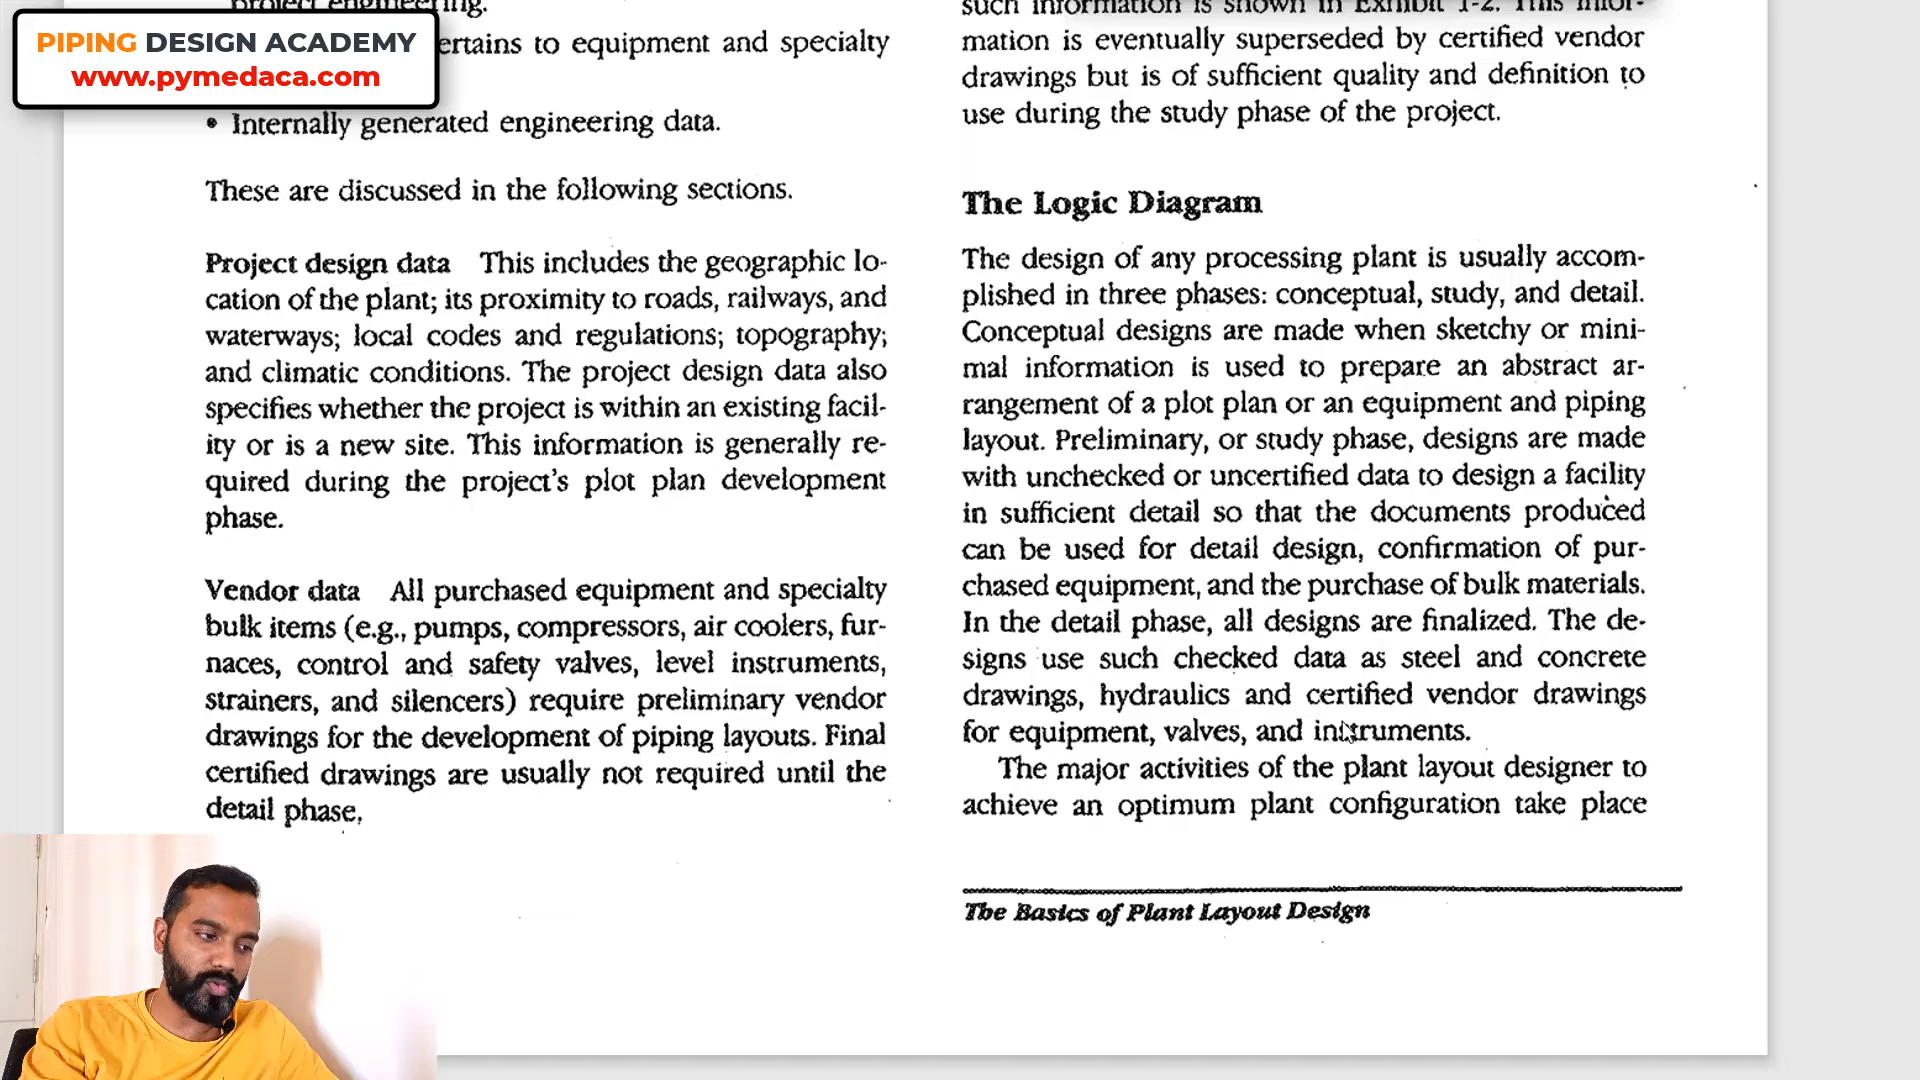 PIPING DESIGN ACADEMY
www.pymedaca.com
ertains to equipment and specialty
• Internally generated engineering data.
These are discussed in the following sections.
Project design data This includes the geographic lo-
cation of the plant; its proximity to roads, railways, and
waterways; local codes and regulations; topography;
and climatic conditions. The project design data also
specifies whether the project is within an existing facil-
ity or is a new site. This information is generally re-
quired during the project's plot plan development
phase.
Vendor data All purchased equipment and specialty
bulk items (e.g., pumps, compressors, air coolers, fur-
naces, control and safety valves, level instruments,
strainers, and silencers) require preliminary vendor
drawings for the development of piping layouts. Final
certified drawings are usually not required until the
detail phase.
such information is shown in Exhibit 1-2. This infor-
mation is eventually superseded by certified vendor
drawings but is of sufficient quality and definition to
use during the study phase of the project.
The Logic Diagram
The design of any processing plant is usually accom-
plished in three phases: conceptual, study, and detail.
Conceptual designs are made when sketchy or mini-
mal information is used to prepare an abstract ar-
rangement of a plot plan or an equipment and piping
layout. Preliminary, or study phase, designs are made
with unchecked or uncertified data to design a facility
in sufficient detail so that the documents produced
can be used for detail design, confirmation of pur-
chased equipment, and the purchase of bulk materials.
In the detail phase, all designs are finalized. The de-
signs use such checked data as steel and concrete
drawings, hydraulics and certified vendor drawings
for equipment, valves, and instruments.
The major activities of the plant layout designer to
achieve an optimum plant configuration take place
The Basics of Plant Layout Design